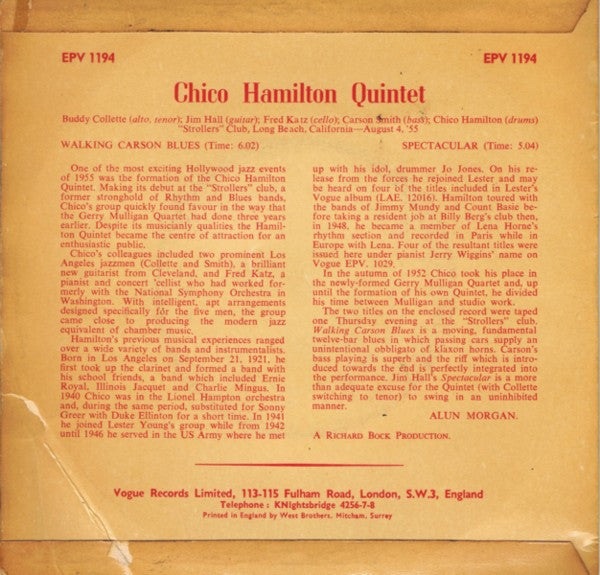 EPV 1194
EPV 1194
Chico Hamilton Quintet
Buddy Collette (alto, tenor); Jim Hall (guitar); Fred Katz (cello); Carson Smith (bass); Chico Hamilton (drums)
"Strollers" Club, Long Beach, California—August 4, '55
WALKING CARSON BLUES (Time: 6.02)
SPECTACULAR (Time: 5.04)
One of the most exciting Hollywood jazz events
of 1955 was the formation of the Chico Hamilton
Quintet. Making its debut at the "Strollers" club, a
former stronghold of Rhythm and Blues bands,
Chico's group quickly found favour in the way that
the Gerry Mulligan Quartet had done three years
earlier. Despite its musicianly qualities the Hamil-
ton Quintet became the centre of attraction for an
enthusiastic public.
Chico's colleagues included two prominent Los
Angeles jazzmen (Collette and Smith), a brilliant
new guitarist from Cleveland, and Fred Katz, a
pianist and concert 'cellist who had worked for-
merly with the National Symphony Orchestra in
Washington. With intelligent, apt arrangements
designed specifically for the five men, the group
came close to producing the modern jazz
equivalent of chamber music.
Hamilton's previous musical experiences ranged
over a wide variety of bands and instrumentalists.
Born in Los Angeles on September 21, 1921, he
first took up the clarinet and formed a band with
his school friends, a band which included Ernie
Royal, Illinois Jacquet and Charlie Mingus. In
1940 Chico was in the Lionel Hampton orchestra
and, during the same period, substituted for Sonny
Greer with Duke Ellinton for a short time. In 1941
he joined Lester Young's group while from 1942
until 1946 he served in the US Army where he met
up with his idol, drummer Jo Jones. On his re-
lease from the forces he rejoined Lester and may
be heard on four of the titles included in Lester's
Vogue album (LAE. 12016). Hamilton toured with
the bands of Jimmy Mundy and Count Basie be-
fore taking a resident job at Billy Berg's club then,
in 1948, he became a member of Lena Horne's
rhythm section and recorded in Paris while in
Europe with Lena. Four of the resultant titles were
issued here under pianist Jerry Wiggins' name on
Vogue EPV. 1029.
In the autumn of 1952 Chico took his place in
the newly-formed Gerry Mulligan Quartet and, up
until the formation of his own Quintet, he divided
his time between Mulligan and studio work.
The two titles on the enclosed record were taped
one Thursday evening at the "Strollers" club.
Walking Carson Blues is a moving, fundamental
twelve-bar blues in which passing cars supply an
unintentional obbligato of klaxon horns. Carson's
bass playing is superb and the riff which is intro-
duced towards the end is perfectly integrated into
the performance. Jim Hall's Spectacular is a more
than adequate excuse for the Quintet (with Collette
switching to tenor) to swing in an uninhibited
manner.
ALUN MORGAN.
A RICHARD BOCK PRODUCTION.
Vogue Records Limited, 113-115 Fulham Road, London, S.W.3, England
Telephone: KNIghtsbridge 4256-7-8
Printed in England by West Brothers, Mitcham, Surrey